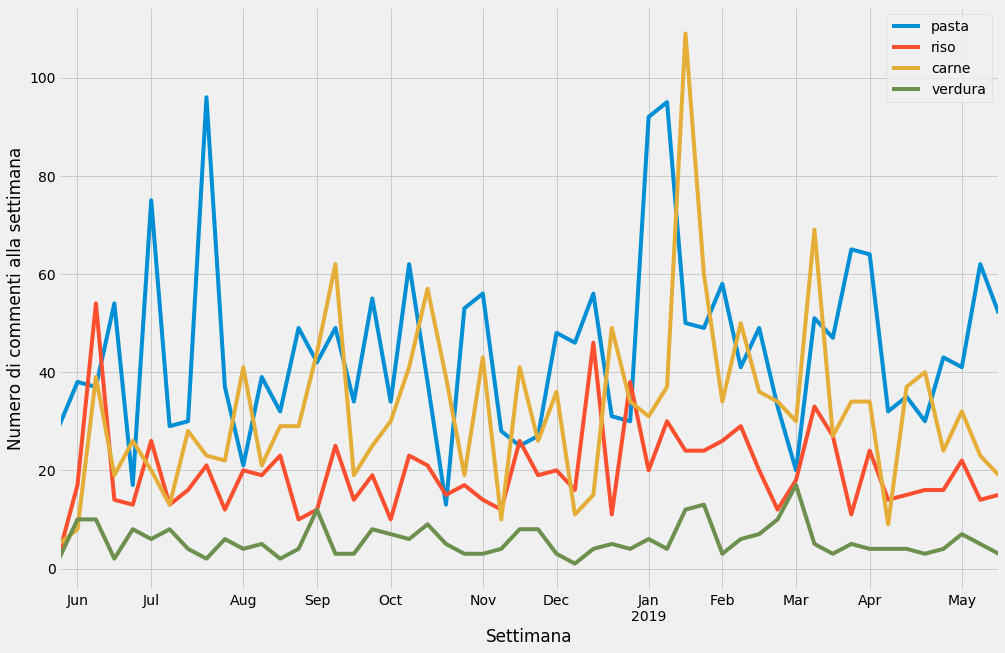 pasta
riso
carne
verdura
Numero di commenti alla settimana
100
80
60
40
20
0
Jun Jul Aug Sep Oct Nov Dec Jan Feb Mar Apr May
2019
Settimana